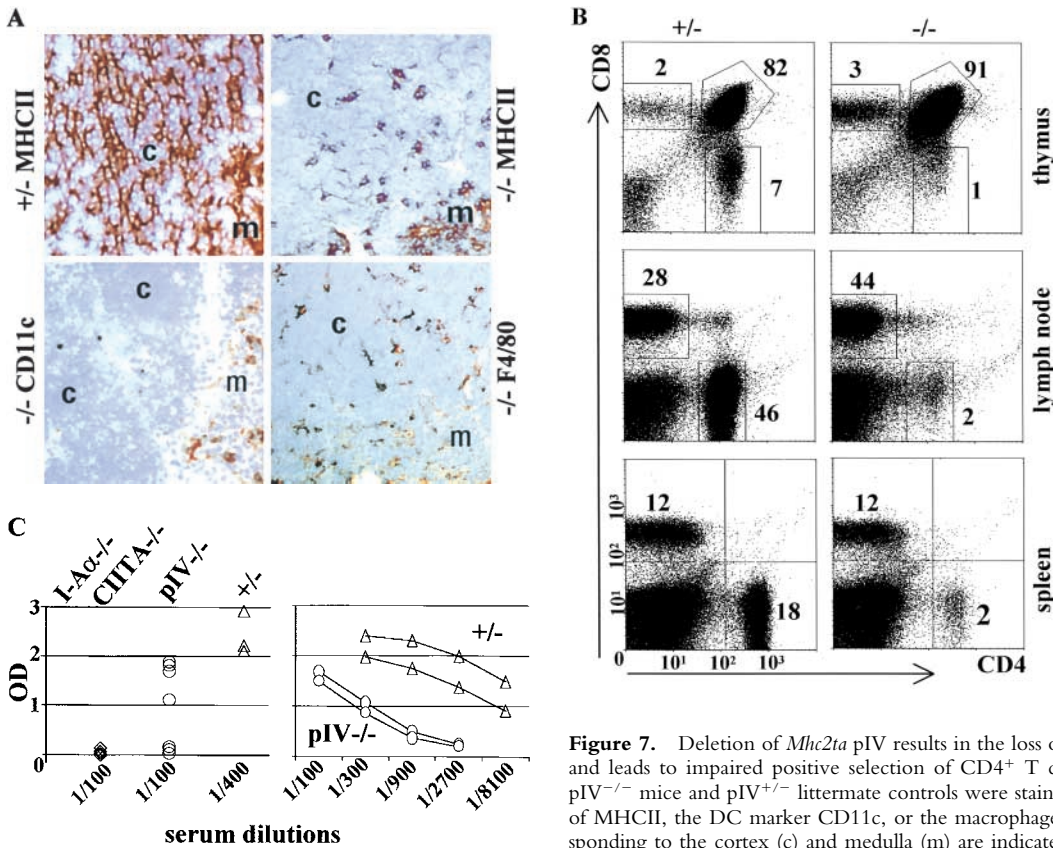 A
+/- MHCII
c
m
-/- MHCII
c
m
-/- CD11c
c
c
m
-/- F4/80
c
m
B
+/-
-/-
CD8
2
82
7
3
91
1
thymus
28
46
44
2
lymph node
12
18
12
2
spleen
10³
10²
10¹
0 10¹ 10² 10³
CD4
C
I-Aα-/-
CIITA-/-
pIV-/-
+/-
OD
3
2
1
0
1/100 1/100 1/400
+/-
pIV-/-
1/100 1/300 1/900 1/2700 1/8100
serum dilutions
Figure 7. Deletion of Mhc2ta pIV results in the loss
and leads to impaired positive selection of CD4⁺ T
pIV⁻/⁻ mice and pIV⁺/⁻ littermate controls were
of MHCII, the DC marker CD11c, or the
sponding to the cortex (c) and medulla (m) are